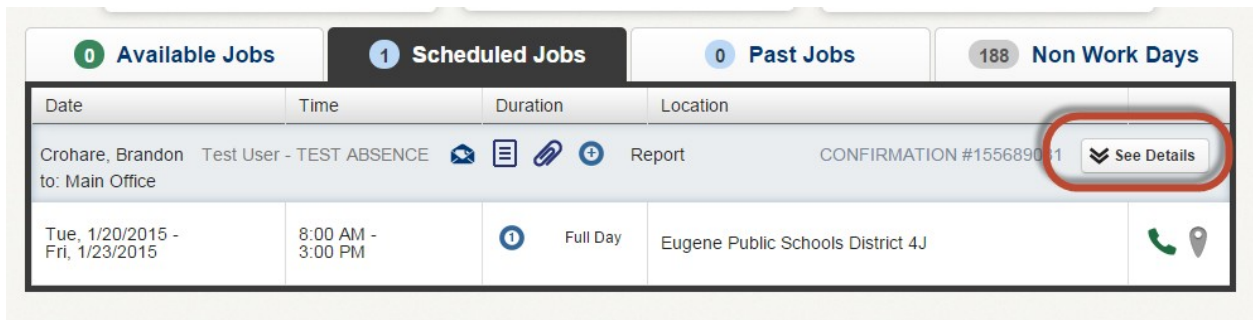 0 Available Jobs 1 Scheduled Jobs 0 Past Jobs 188 Non Work Days
Date Time Duration Location
Crohare, Brandon Test User - TEST ABSENCE Report CONFIRMATION #155689031 See Details
to: Main Office
Tue, 1/20/2015 - 8:00 AM - 1 Full Day Eugene Public Schools District 4J
Fri, 1/23/2015 3:00 PM